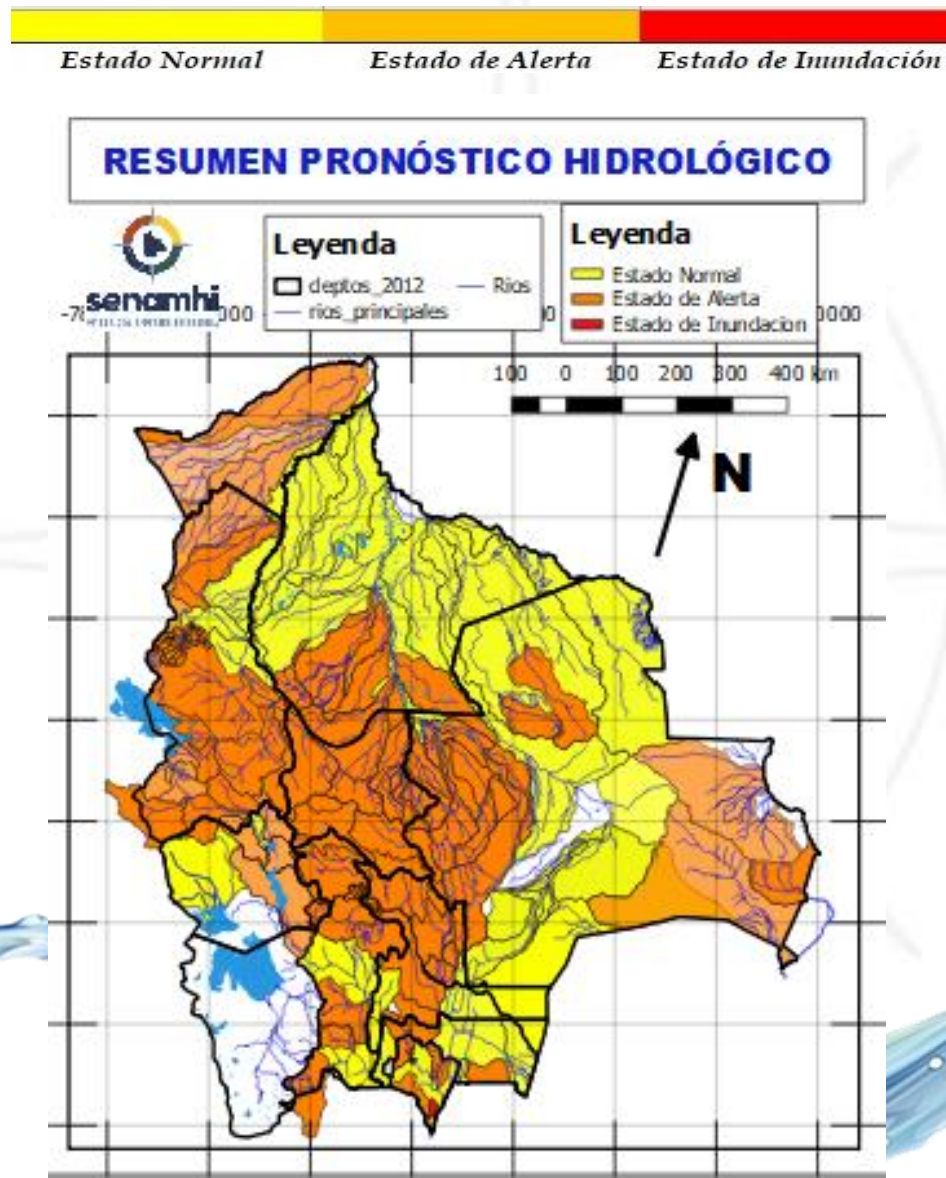 Estado Normal Estado de Alerta Estado de Inundación
RESUMEN PRONÓSTICO HIDROLÓGICO
senamhi
Leyenda
deptos_2012 Rios
rios_principales
Leyenda
Estado Normal
Estado de Alerta
Estado de Inundacion
100 0 100 200 300 400 km
N